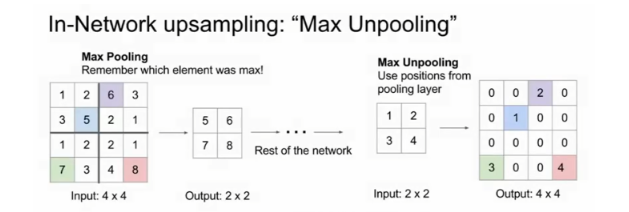 In-Network upsampling: “Max Unpooling”
Max Pooling
Remember which element was max!
1 2 6 3
3 5 2 1
1 2 2 1
7 3 4 8
Input: 4 x 4
5 6
7 8
Output: 2 x 2
• • •
Rest of the network
Max Unpooling
Use positions from
pooling layer
1 2
3 4
Input: 2 x 2
0 0 2 0
0 1 0 0
0 0 0 0
3 0 0 4
Output: 4 x 4